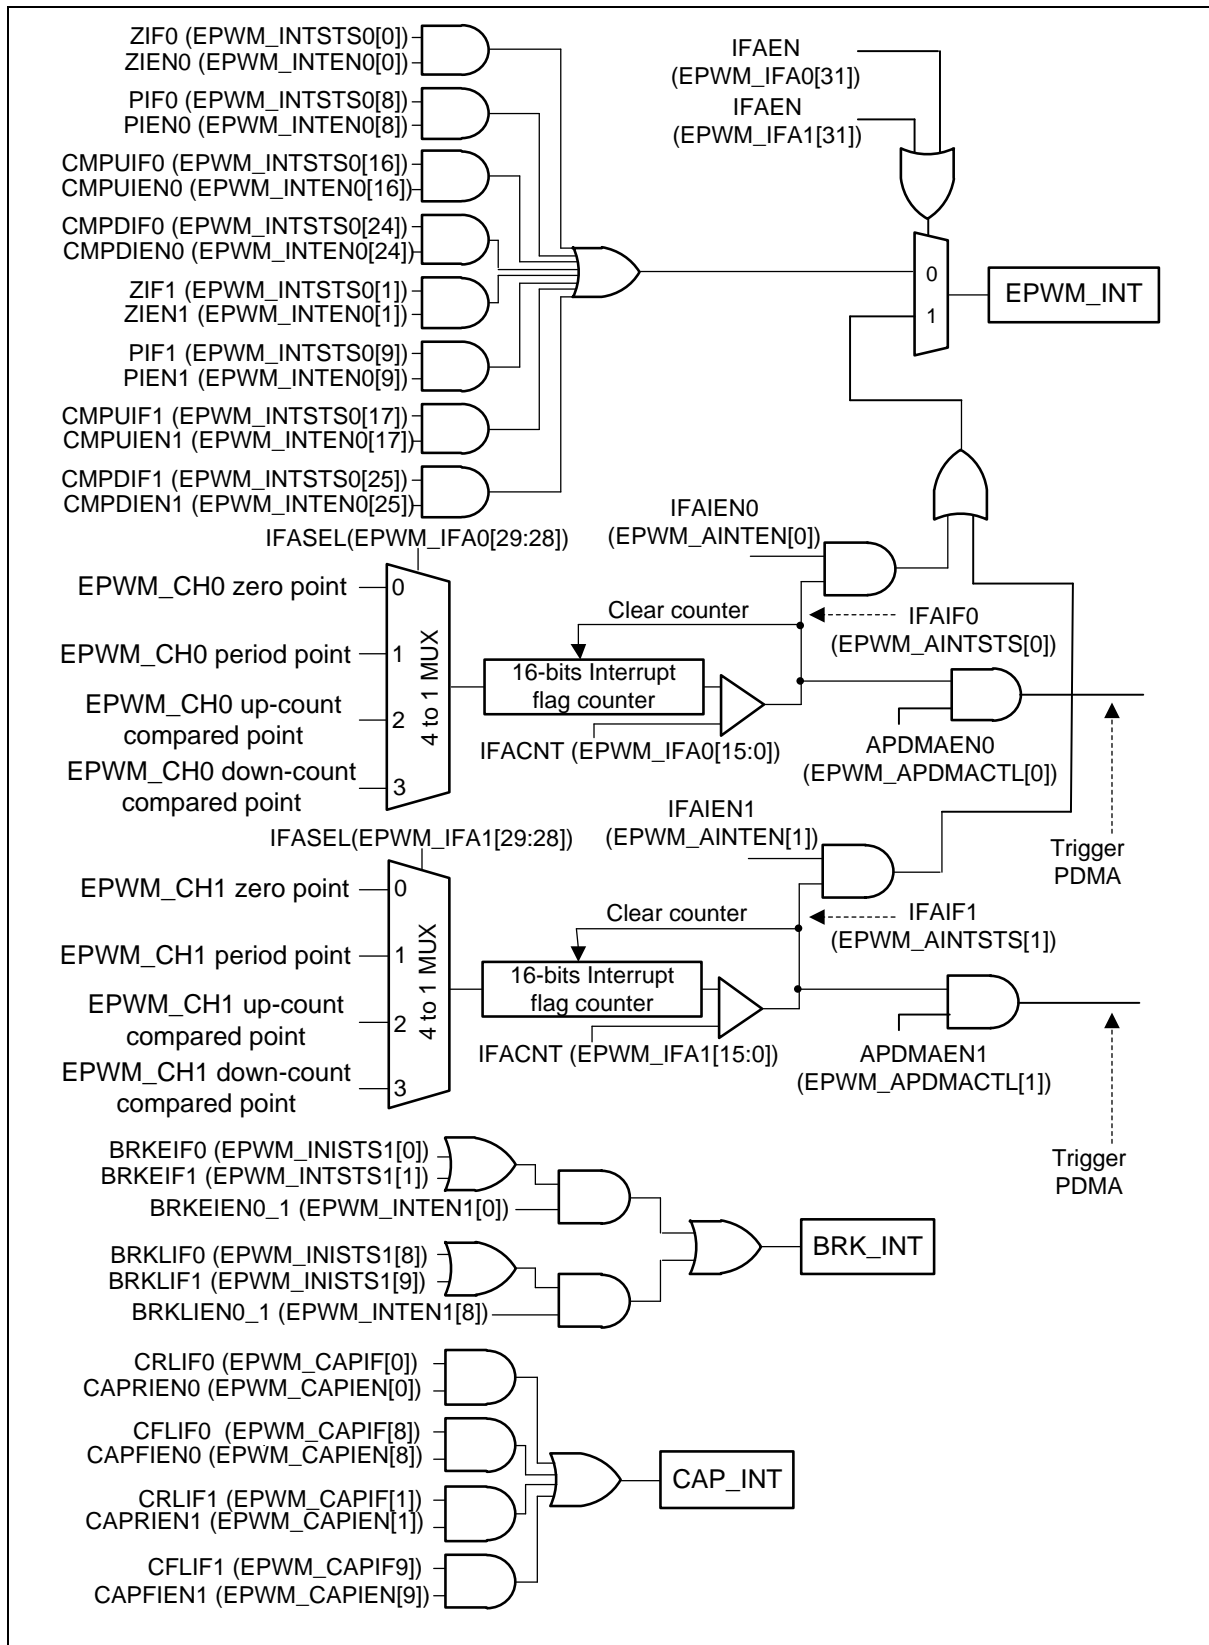 ZIF0 (EPWM_INTSTS0[0])
ZIEN0 (EPWM_INTEN0[0])
PIF0 (EPWM_INTSTS0[8])
PIEN0 (EPWM_INTEN0[8])
CMPUIF0 (EPWM_INTSTS0[16])
CMPUIEN0 (EPWM_INTEN0[16])
CMPDIF0 (EPWM_INTSTS0[24])
CMPDIEN0 (EPWM_INTEN0[24])
ZIF1 (EPWM_INTSTS0[1])
ZIEN1 (EPWM_INTEN0[1])
PIF1 (EPWM_INTSTS0[9])
PIEN1 (EPWM_INTEN0[9])
CMPUIF1 (EPWM_INTSTS0[17])
CMPUIEN1 (EPWM_INTEN0[17])
CMPDIF1 (EPWM_INTSTS0[25])
CMPDIEN1 (EPWM_INTEN0[25])
IFAEN
(EPWM_IFA0[31])
IFAEN
(EPWM_IFA1[31])
0
1
EPWM_INT
IFASEL(EPWM_IFA0[29:28])
EPWM_CH0 zero point
EPWM_CH0 period point
EPWM_CH0 up-count
compared point
EPWM_CH0 down-count
compared point
0
1
2
3
4 to 1 MUX
Clear counter
16-bits Interrupt
flag counter
IFACNT (EPWM_IFA0[15:0])
IFAIEN0
(EPWM_AINTEN[0])
IFAIF0
(EPWM_AINTSTS[0])
APDMAEN0
(EPWM_APDMACTL[0])
Trigger
PDMA
IFASEL(EPWM_IFA1[29:28])
EPWM_CH1 zero point
EPWM_CH1 period point
EPWM_CH1 up-count
compared point
EPWM_CH1 down-count
compared point
0
1
2
3
4 to 1 MUX
Clear counter
16-bits Interrupt
flag counter
IFACNT (EPWM_IFA1[15:0])
IFAIEN1
(EPWM_AINTEN[1])
IFAIF1
(EPWM_AINTSTS[1])
APDMAEN1
(EPWM_APDMACTL[1])
Trigger
PDMA
BRKEIF0 (EPWM_INISTS1[0])
BRKEIF1 (EPWM_INTSTS1[1])
BRKEIEN0_1 (EPWM_INTEN1[0])
BRKLIF0 (EPWM_INISTS1[8])
BRKLIF1 (EPWM_INISTS1[9])
BRKLIEN0_1 (EPWM_INTEN1[8])
BRK_INT
CRLIF0 (EPWM_CAPIF[0])
CAPRIEN0 (EPWM_CAPIEN[0])
CFLIF0 (EPWM_CAPIF[8])
CAPFIEN0 (EPWM_CAPIEN[8])
CRLIF1 (EPWM_CAPIF[1])
CAPRIEN1 (EPWM_CAPIEN[1])
CFLIF1 (EPWM_CAPIF9])
CAPFIEN1 (EPWM_CAPIEN[9])
CAP_INT